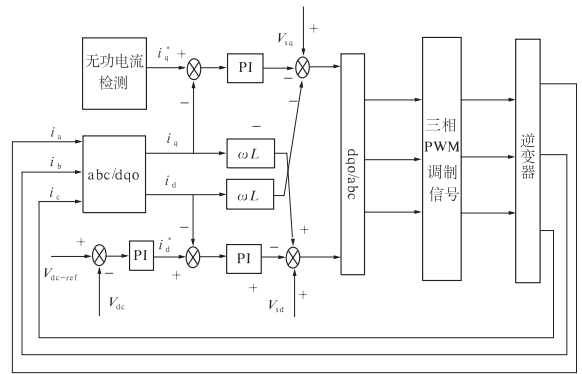 V_sq
+
无功电流
检测
i_q^*
+
PI
−
−
−
i_a
i_b
i_c
abc/dqo
i_q
i_d
−
ωL
ωL
dqo/abc
三相
PWM
调制
信号
逆变器
+
V_dc-ref
−
V_dc
PI
i_d^*
−
+
PI
+
−
+
V_sd
+